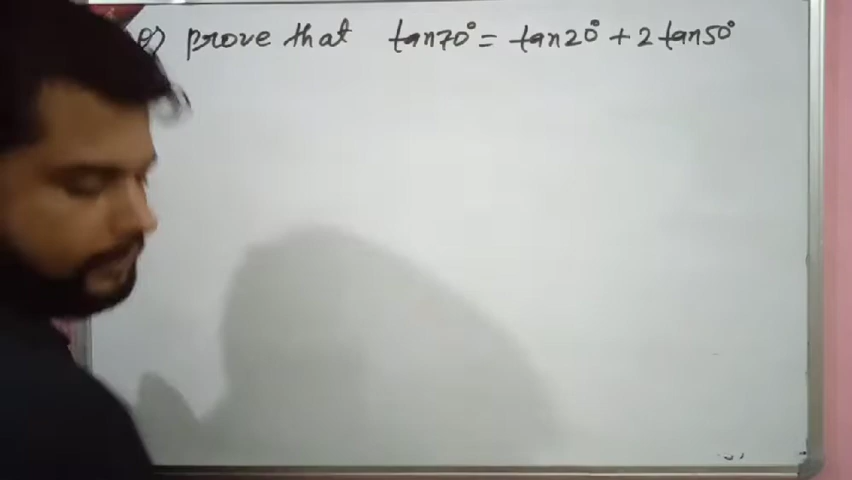 Q) prove that tan70° = tan20° + 2 tan50°